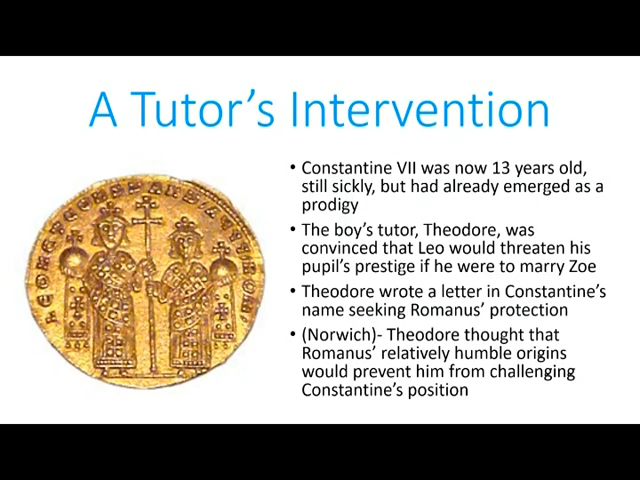 A Tutor's Intervention
• Constantine VII was now 13 years old,
still sickly, but had already emerged as a
prodigy
• The boy's tutor, Theodore, was
convinced that Leo would threaten his
pupil's prestige if he were to marry Zoe
• Theodore wrote a letter in Constantine's
name seeking Romanus' protection
• (Norwich)- Theodore thought that
Romanus' relatively humble origins
would prevent him from challenging
Constantine's position